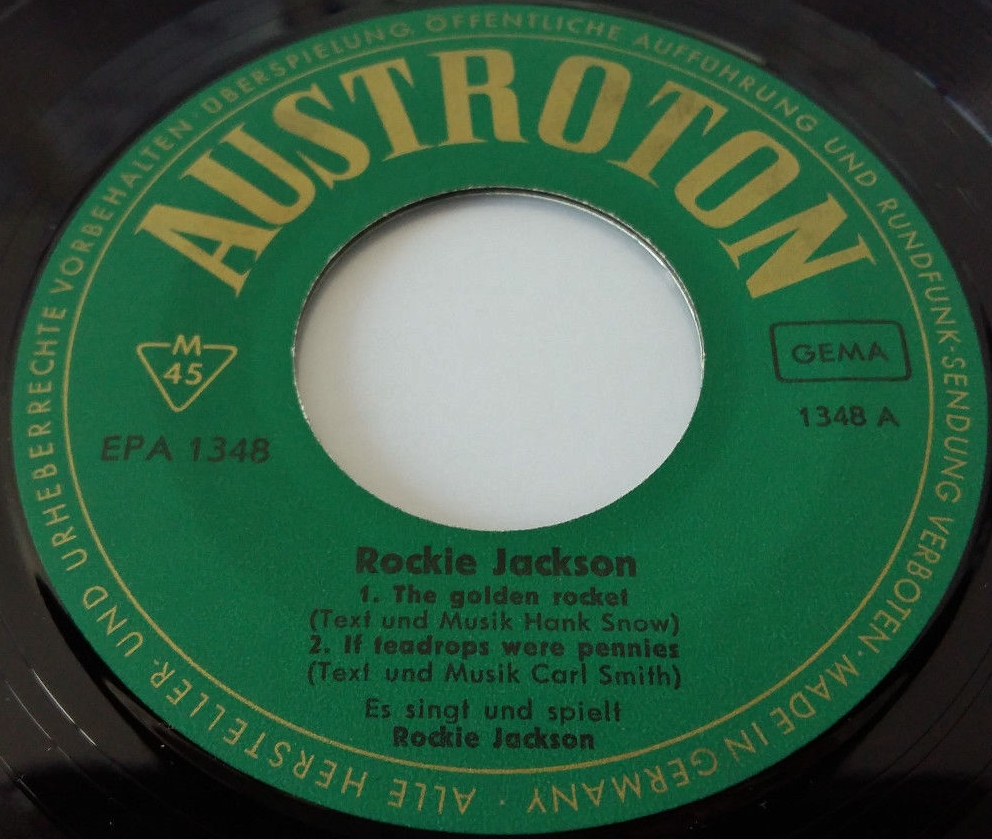 ALLE HERSTELLER- UND URHEBERRECHTE VORBEHALTEN · ÜBERSPIELUNG, ÖFFENTLICHE AUFFÜHRUNG UND RUNDFUNK-SENDUNG VERBOTEN · MADE IN GERMANY ·
AUSTROTON
M
45
EPA 1348
GEMA
1348 A
Rockie Jackson
1. The golden rocket
(Text und Musik Hank Snow)
2. If teadrops were pennies
(Text und Musik Carl Smith)
Es singt und spielt
Rockie Jackson